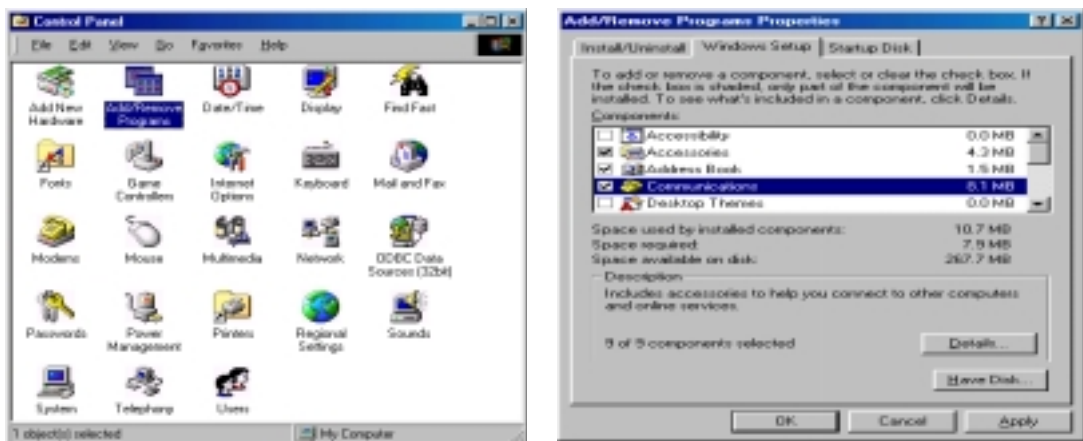 Control Panel
File Edit View Go Favorites Help
Add New Hardware
Add/Remove Programs
Date/Time
Display
Find Fast
Fonts
Game Controllers
Internet Options
Keyboard
Mail and Fax
Modems
Mouse
Multimedia
Network
ODBC Data Sources (32bit)
Passwords
Power Management
Printers
Regional Settings
Sounds
System
Telephony
Users
1 object(s) selected
My Computer
Add/Remove Programs Properties
Install/Uninstall Windows Setup Startup Disk
To add or remove a component, select or clear the check box. If
the check box is shaded, only part of the component will be
installed. To see what's included in a component, click Details.
Components:
Accessibility 0.0 MB
Accessories 4.3 MB
Address Book 1.5 MB
Communications 8.1 MB
Desktop Themes 0.0 MB
Space used by installed components: 10.7 MB
Space required: 7.9 MB
Space available on disk: 267.7 MB
Description
Includes accessories to help you connect to other computers
and online services.
9 of 9 components selected
Details...
Have Disk...
OK Cancel Apply